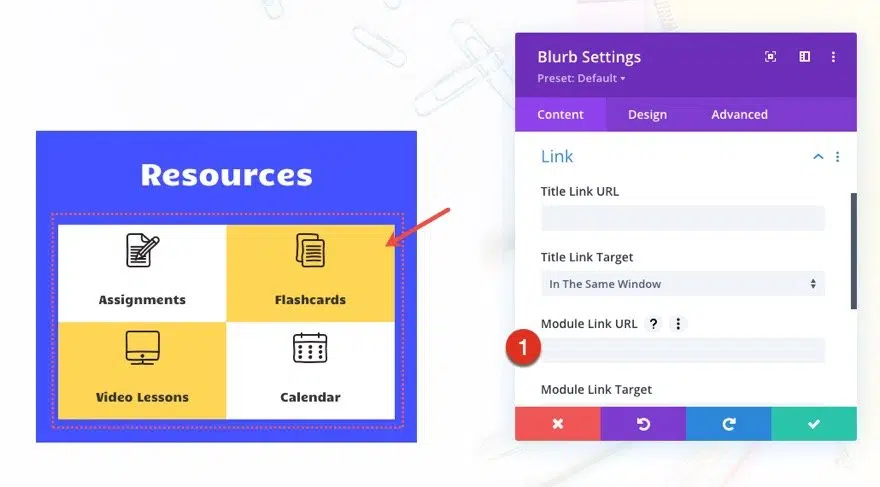 Resources
Assignments
Flashcards
Video Lessons
Calendar
Blurb Settings
Preset: Default
Content Design Advanced
Link
Title Link URL
Title Link Target
In The Same Window
Module Link URL ?
1
Module Link Target